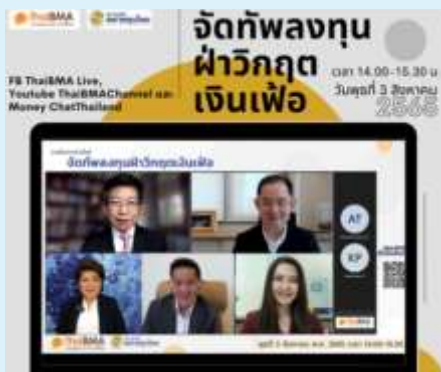 ThaiBMA
จัดทัพลงทุน
ฝ่าวิกฤต
เงินเฟ้อ
เวลา 14.00-15.30 น
วันพุธที่ 3 สิงหาคม
2565
FB ThaiBMA Live,
Youtube ThaiBMAChannel และ
Money ChatThailand
จัดทัพลงทุนฝ่าวิกฤตเงินเฟ้อ
AT
KP
ThaiBMA
ThaiBMA